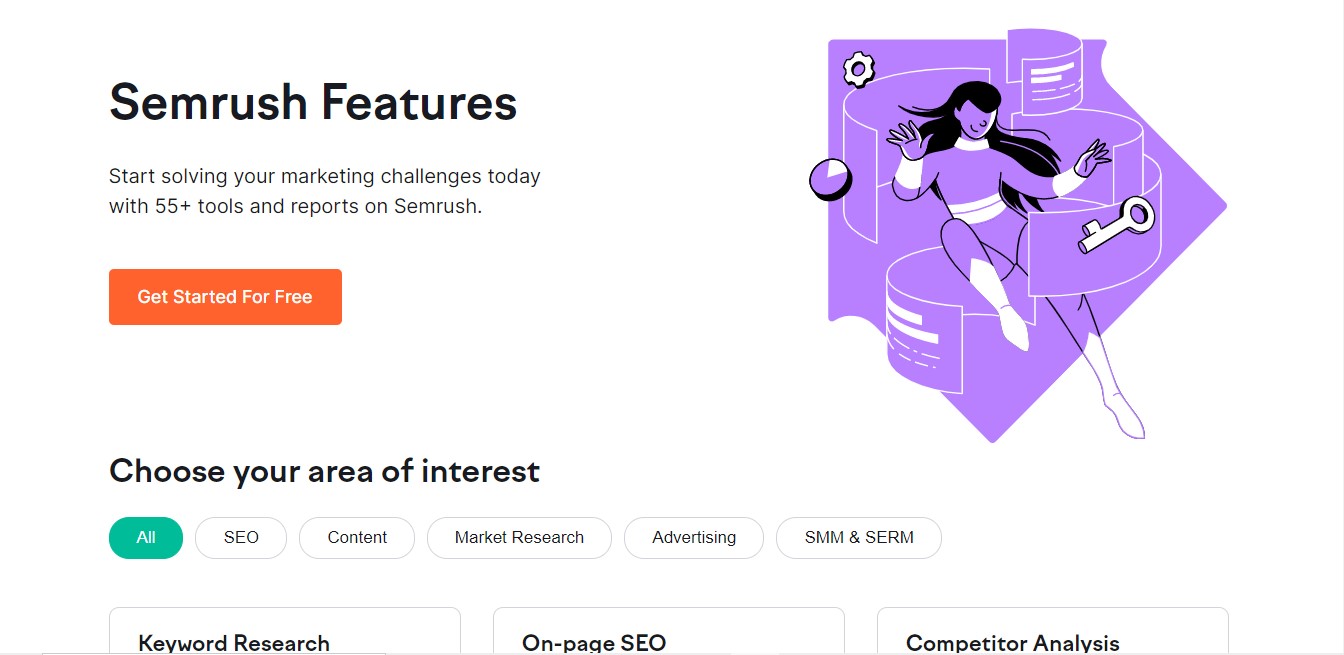 Semrush Features
Start solving your marketing challenges today
with 55+ tools and reports on Semrush.
Get Started For Free
Choose your area of interest
All
SEO
Content
Market Research
Advertising
SMM & SERM
Keyword Research
On-page SEO
Competitor Analysis